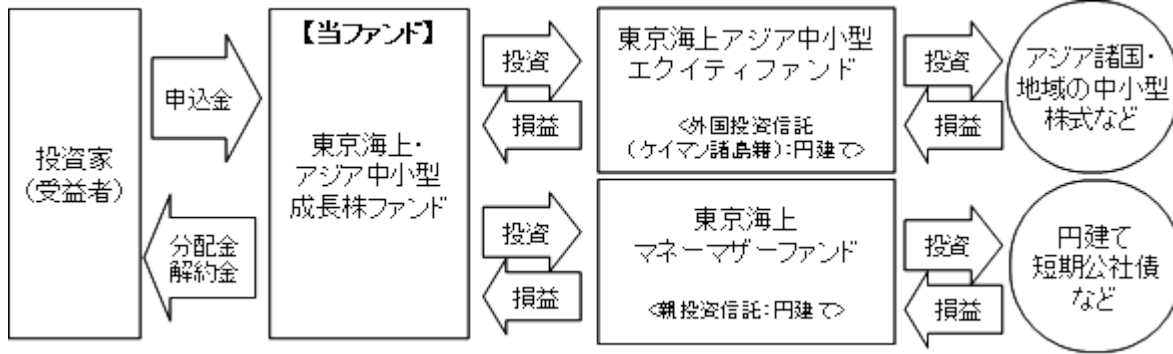 投資家
(受益者)
申込金
分配金
解約金
【当ファンド】
東京海上・
アジア中小型
成長株ファンド
投資
損益
東京海上アジア中小型
エクイティファンド
<外国投資信託
(ケイマン諸島籍):円建て>
投資
損益
アジア諸国・
地域の中小型
株式など
投資
損益
東京海上
マネーマザーファンド
<親投資信託:円建て>
投資
損益
円建て
短期公社債
など